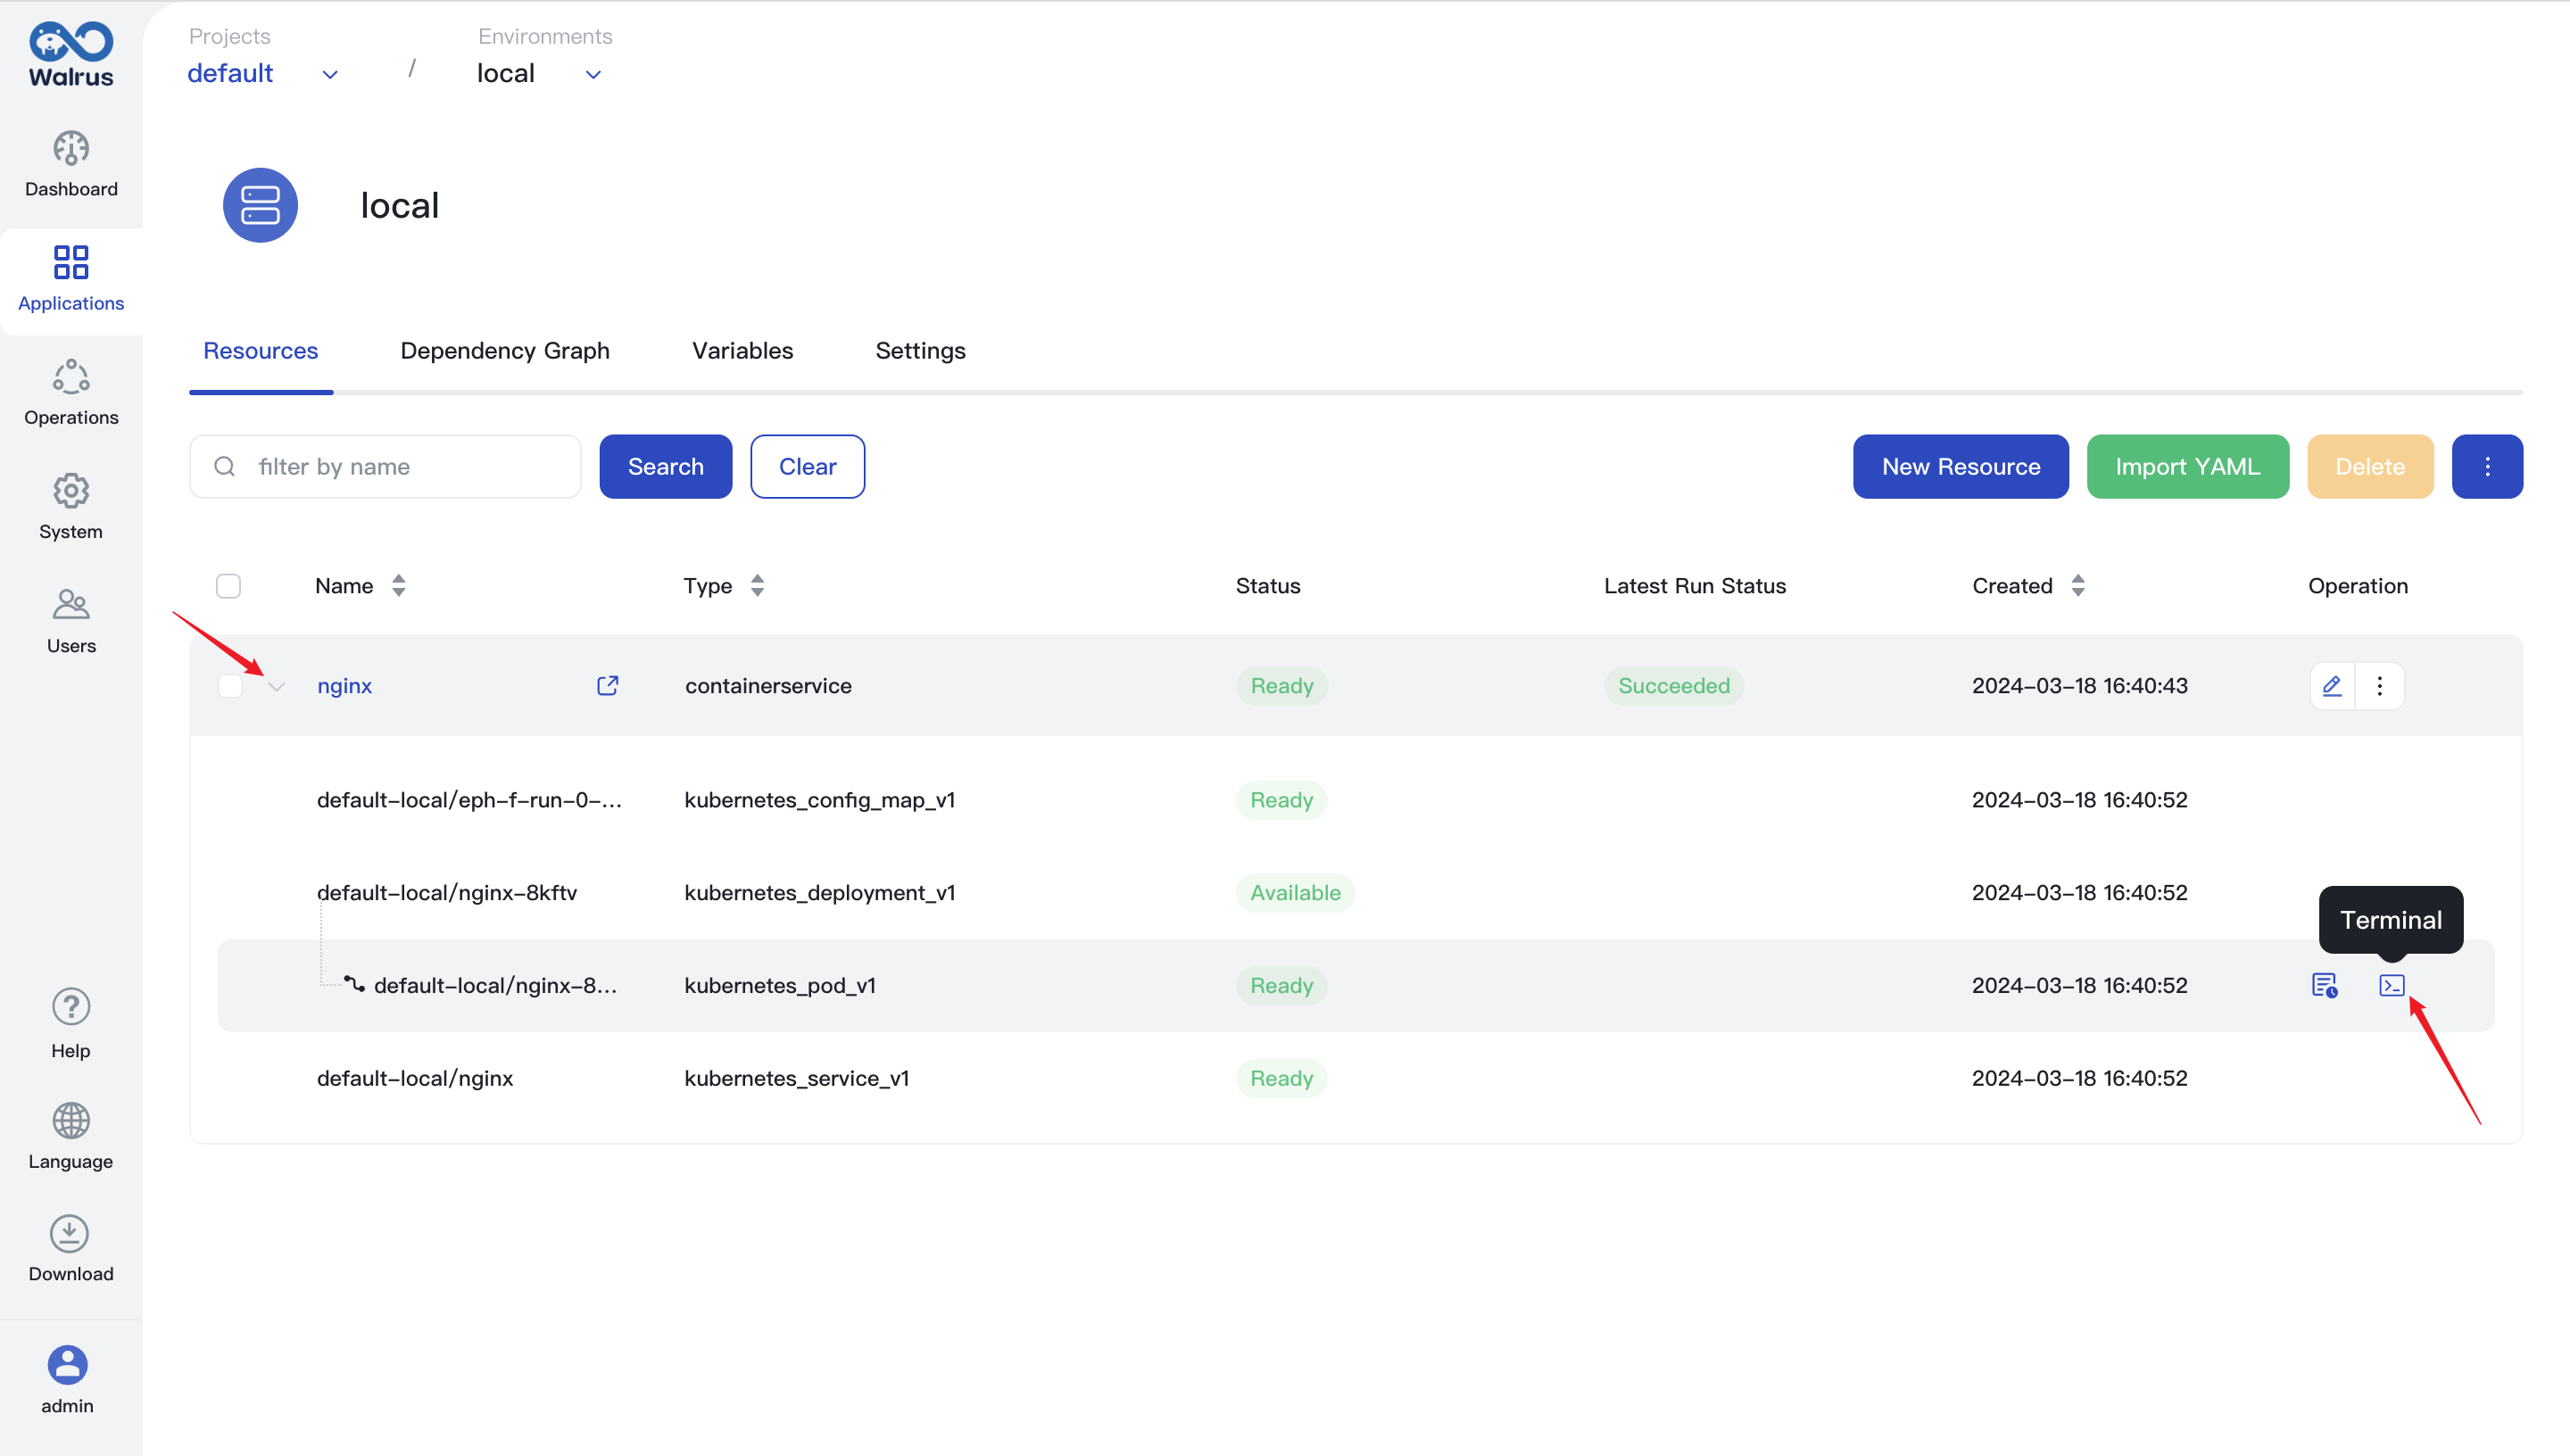 Walrus
Dashboard
Applications
Operations
System
Users
Help
Language
Download
admin
Projects
default
/
Environments
local
local
Resources
Dependency Graph
Variables
Settings
filter by name
Search
Clear
New Resource
Import YAML
Delete
Name
Type
Status
Latest Run Status
Created
Operation
nginx
containerservice
Ready
Succeeded
2024-03-18 16:40:43
default-local/eph-f-run-0-...
kubernetes_config_map_v1
Ready
2024-03-18 16:40:52
default-local/nginx-8kftv
kubernetes_deployment_v1
Available
2024-03-18 16:40:52
Terminal
default-local/nginx-8...
kubernetes_pod_v1
Ready
2024-03-18 16:40:52
default-local/nginx
kubernetes_service_v1
Ready
2024-03-18 16:40:52